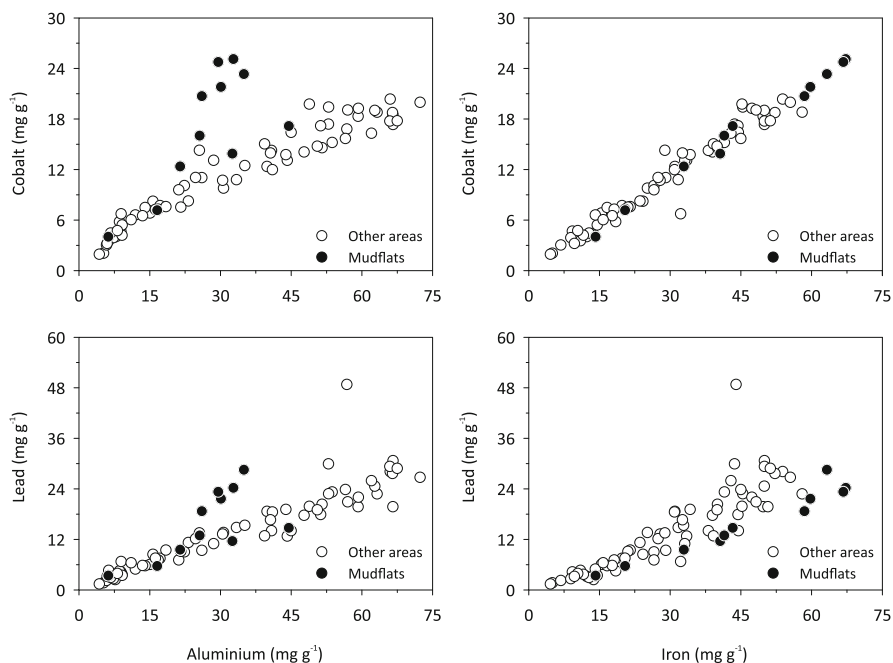 30
24
18
12
6
0
Cobalt (mg g-1)
0 15 30 45 60 75
Other areas
Mudflats
30
24
18
12
6
0
Cobalt (mg g-1)
0 15 30 45 60 75
Other areas
Mudflats
60
48
36
24
12
0
Lead (mg g-1)
0 15 30 45 60 75
Other areas
Mudflats
Aluminium (mg g-1)
60
48
36
24
12
0
Lead (mg g-1)
0 15 30 45 60 75
Other areas
Mudflats
Iron (mg g-1)